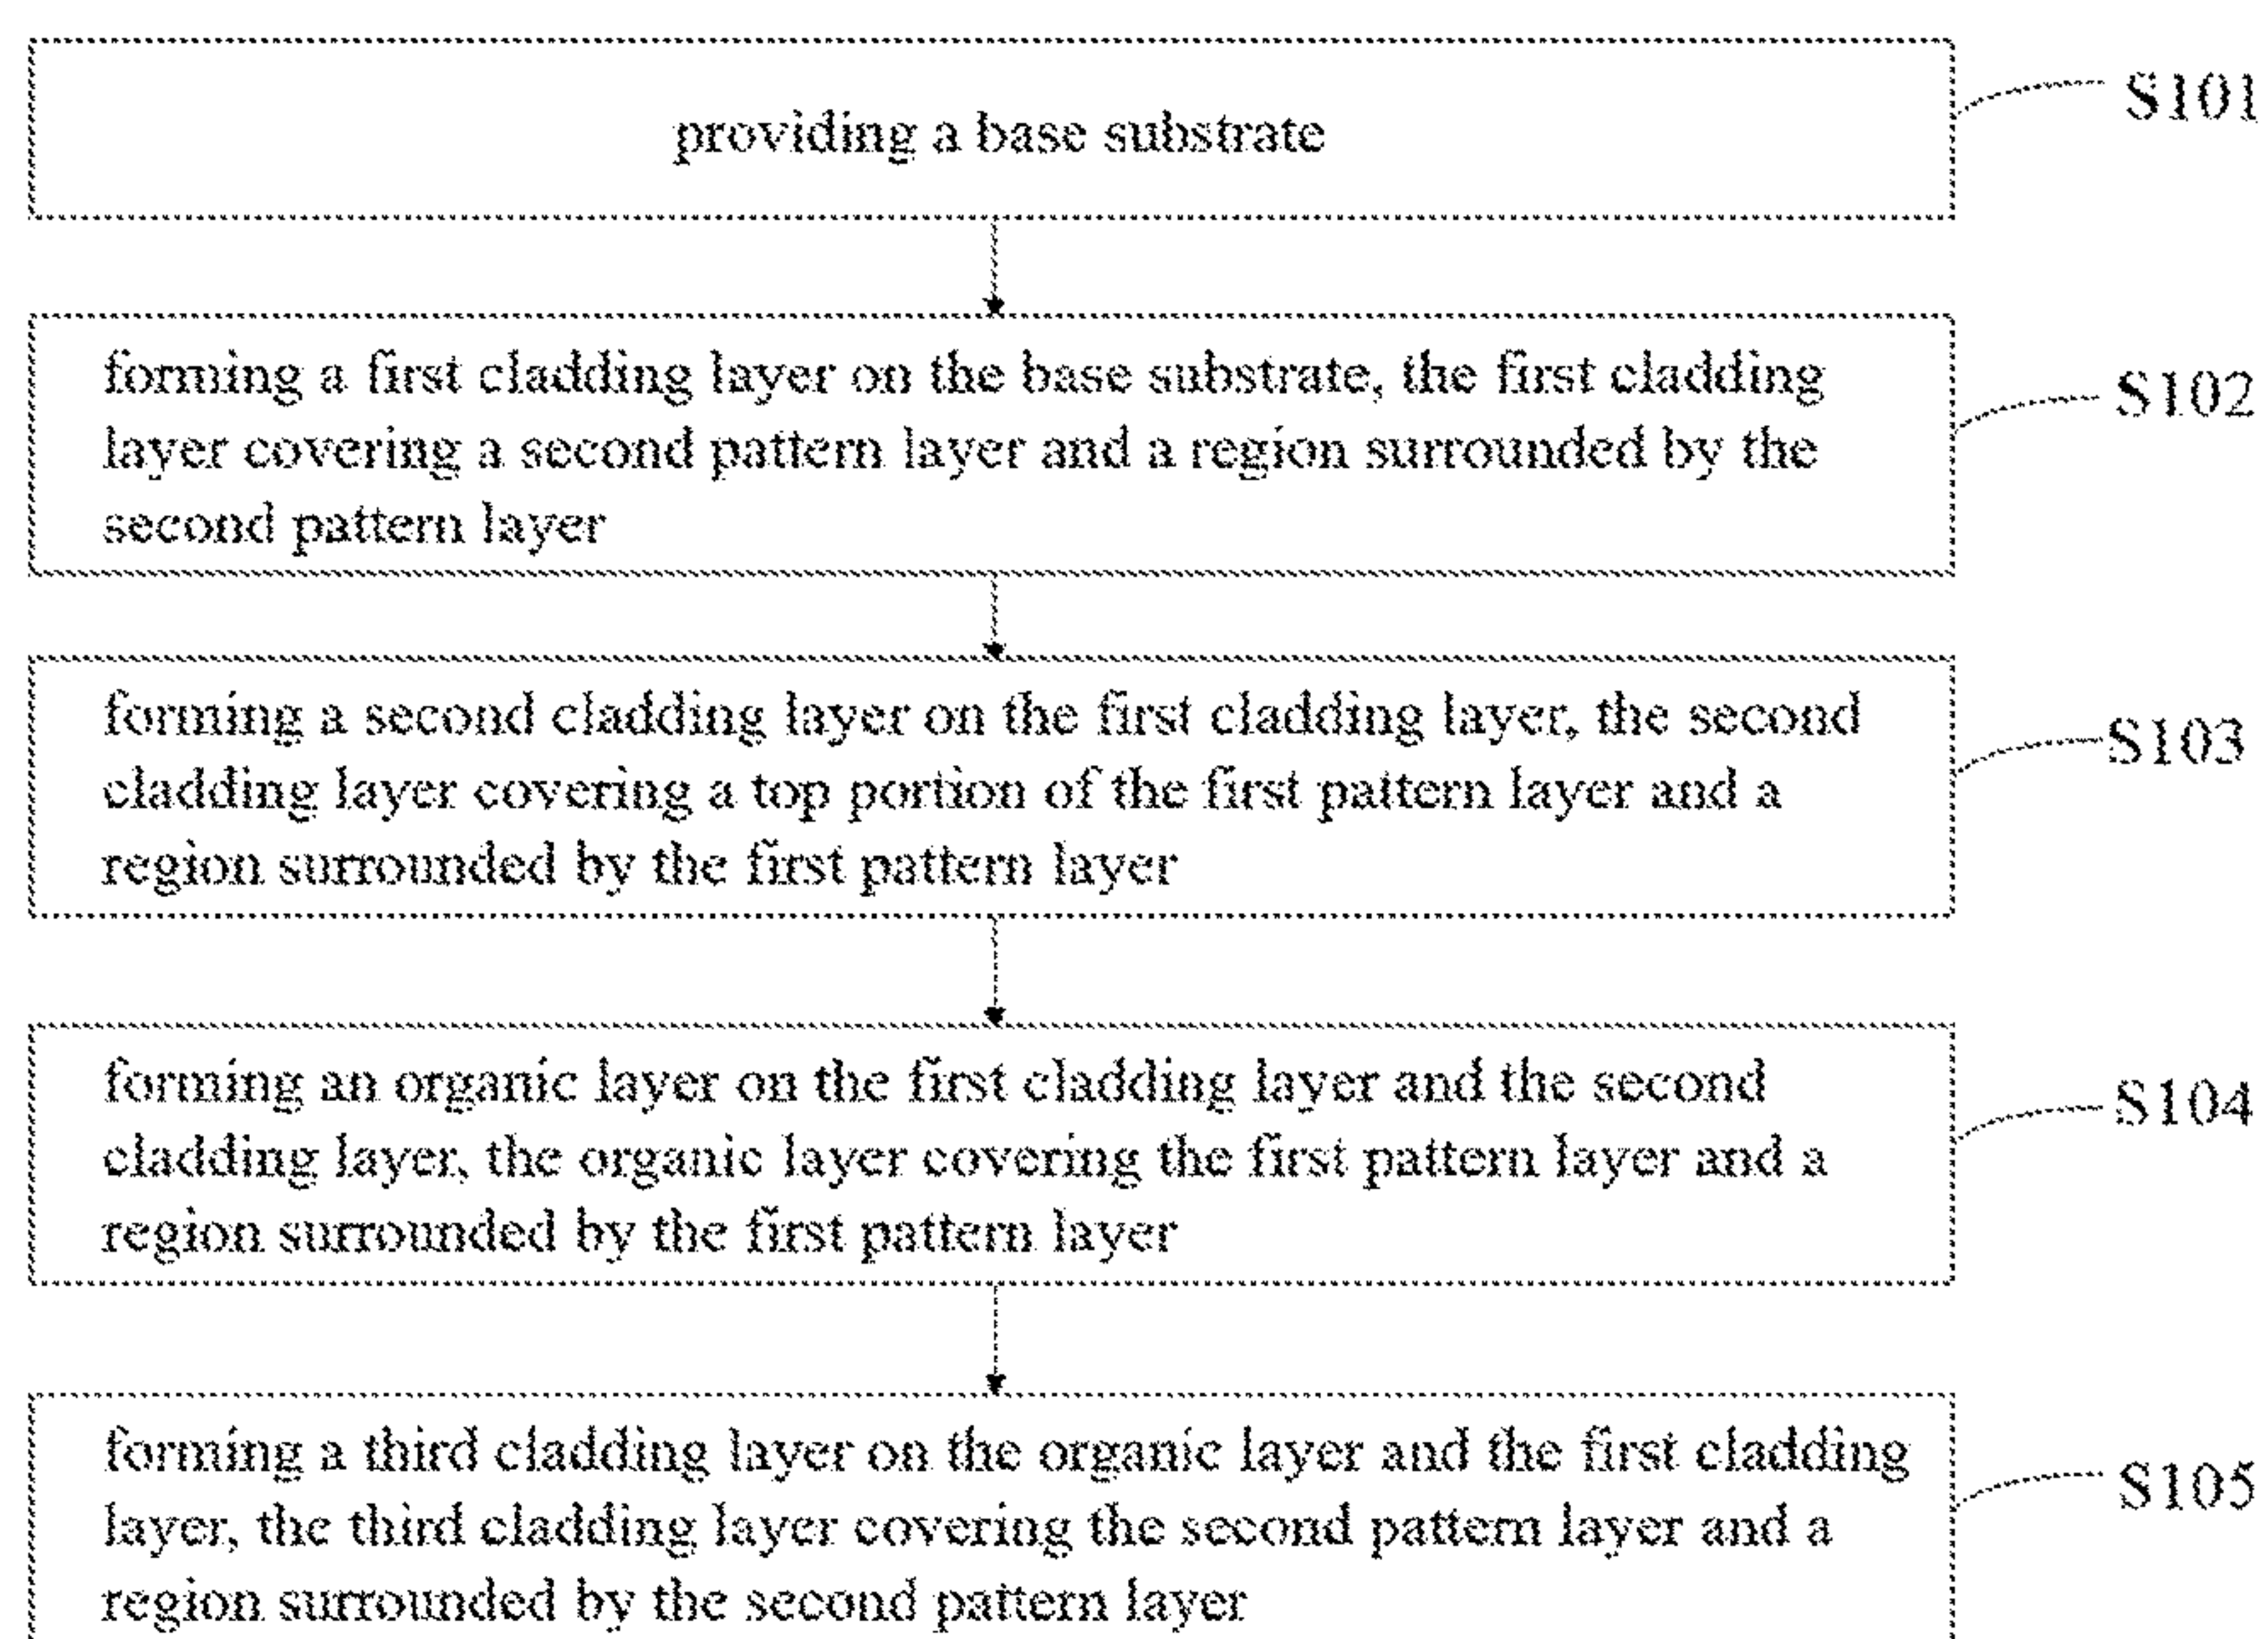 providing a base substrate
S101
forming a first cladding layer on the base substrate, the first cladding
layer covering a second pattern layer and a region surrounded by the
second pattern layer
S102
forming a second cladding layer on the first cladding layer, the second
cladding layer covering a top portion of the first pattern layer and a
region surrounded by the first pattern layer
S103
forming an organic layer on the first cladding layer and the second
cladding layer, the organic layer covering the first pattern layer and a
region surrounded by the first pattern layer
S104
forming a third cladding layer on the organic layer and the first cladding
layer, the third cladding layer covering the second pattern layer and a
region surrounded by the second pattern layer
S105